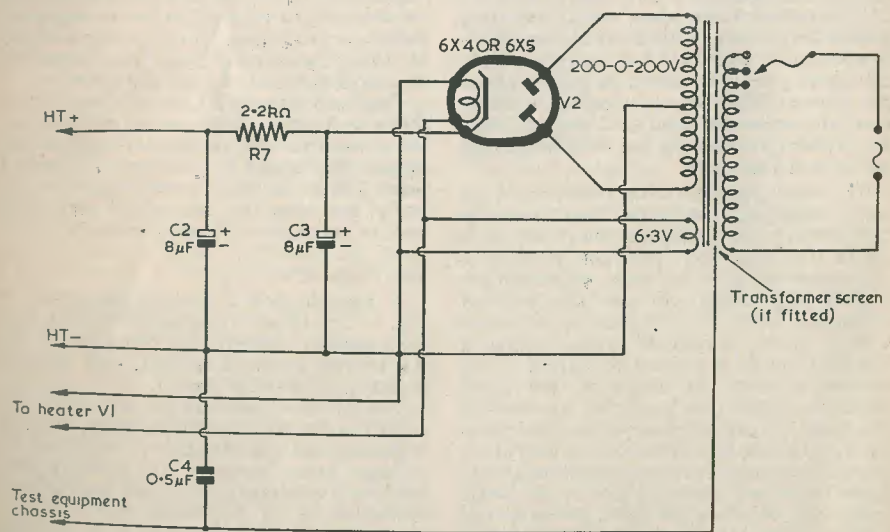 6X4 OR 6X5
200-0-200V
V2
HT+
2·2kΩ
R7
C2
8µF
+
-
C3
8µF
+
-
6·3V
Transformer screen
(if fitted)
HT-
To heater V1
C4
0·5µF
Test equipment
chassis